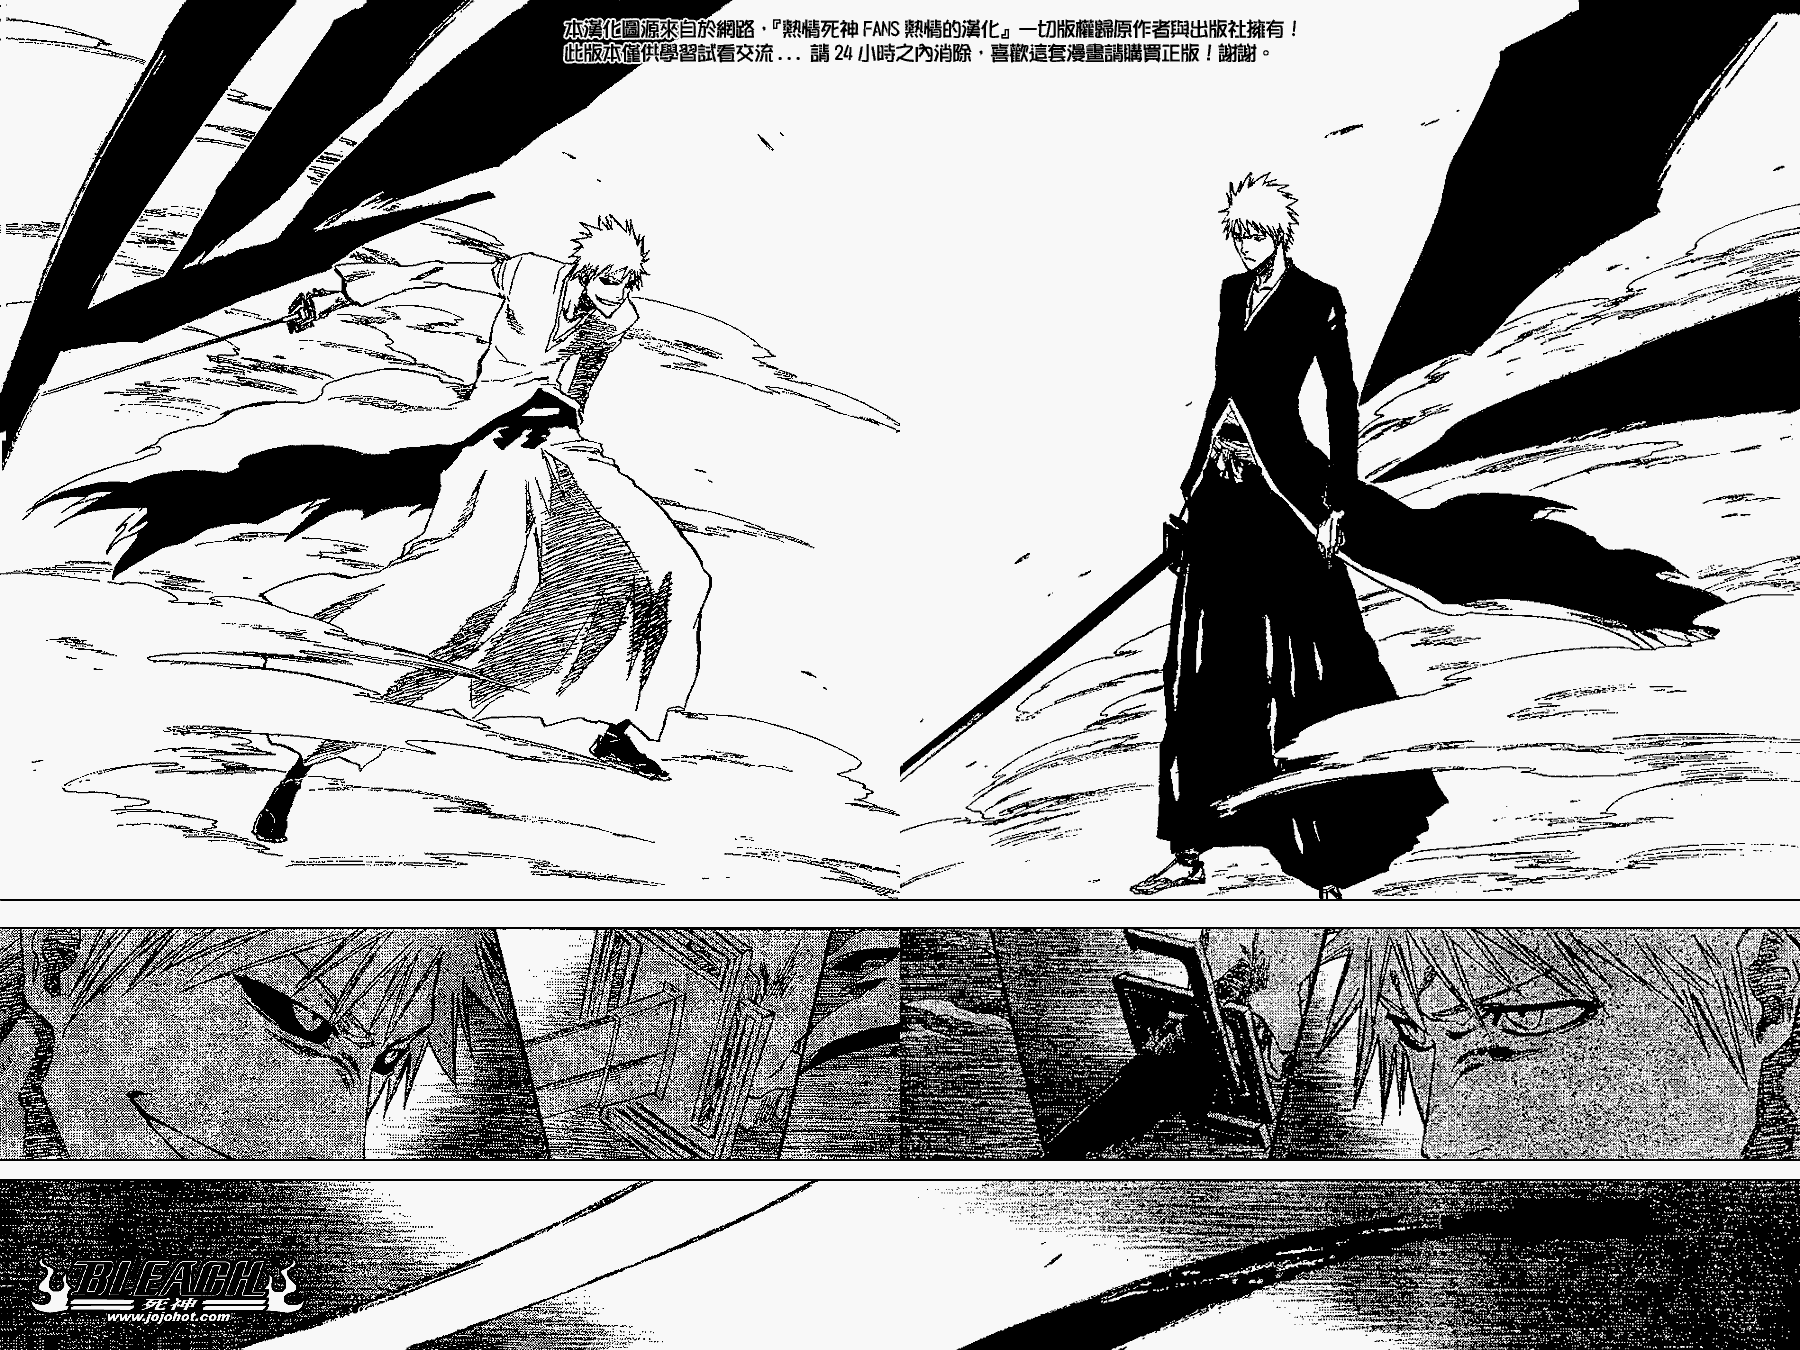 本漢化圖源來自於網路，『熱情死神 FANS 熱情的漢化』一切版權歸原作者與出版社擁有！
此版本僅供學習試看交流... 請 24 小時之內消除，喜歡這套漫畫請購買正版！謝謝。
BLEACH
死神
www.jojohot.com